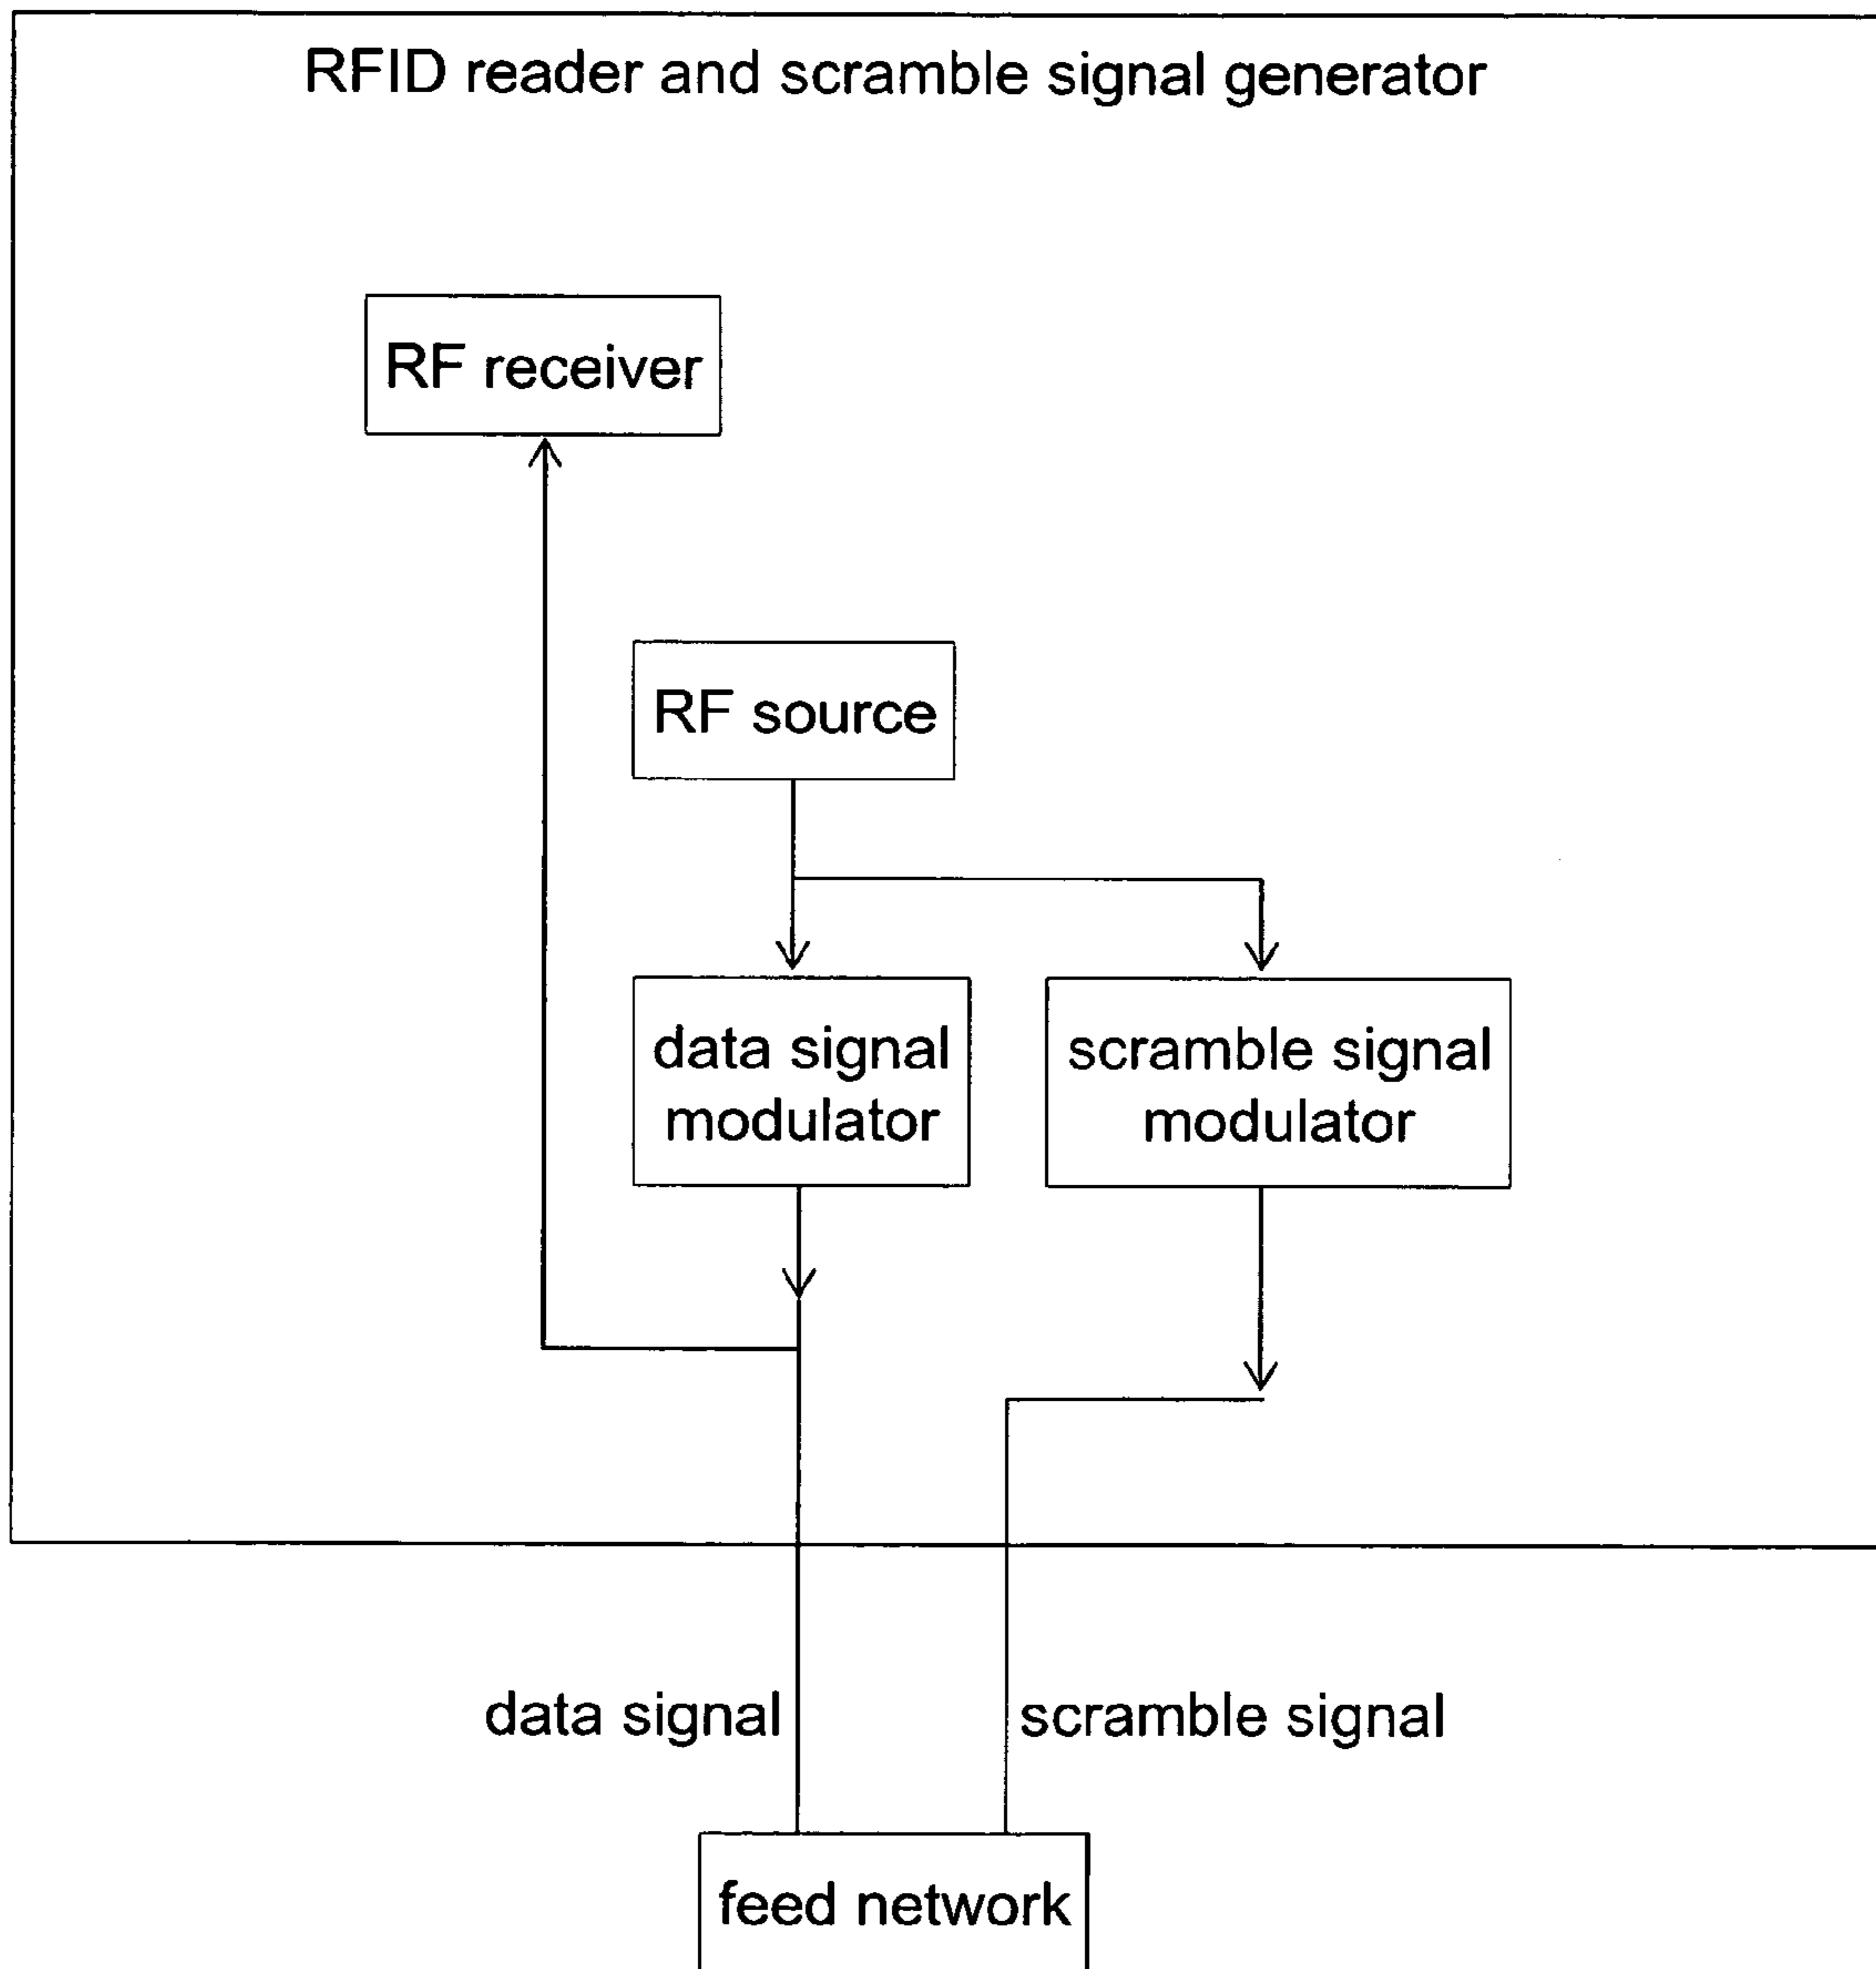 RFID reader and scramble signal generator
RF receiver
RF source
data signal
modulator
scramble signal
modulator
data signal
scramble signal
feed network